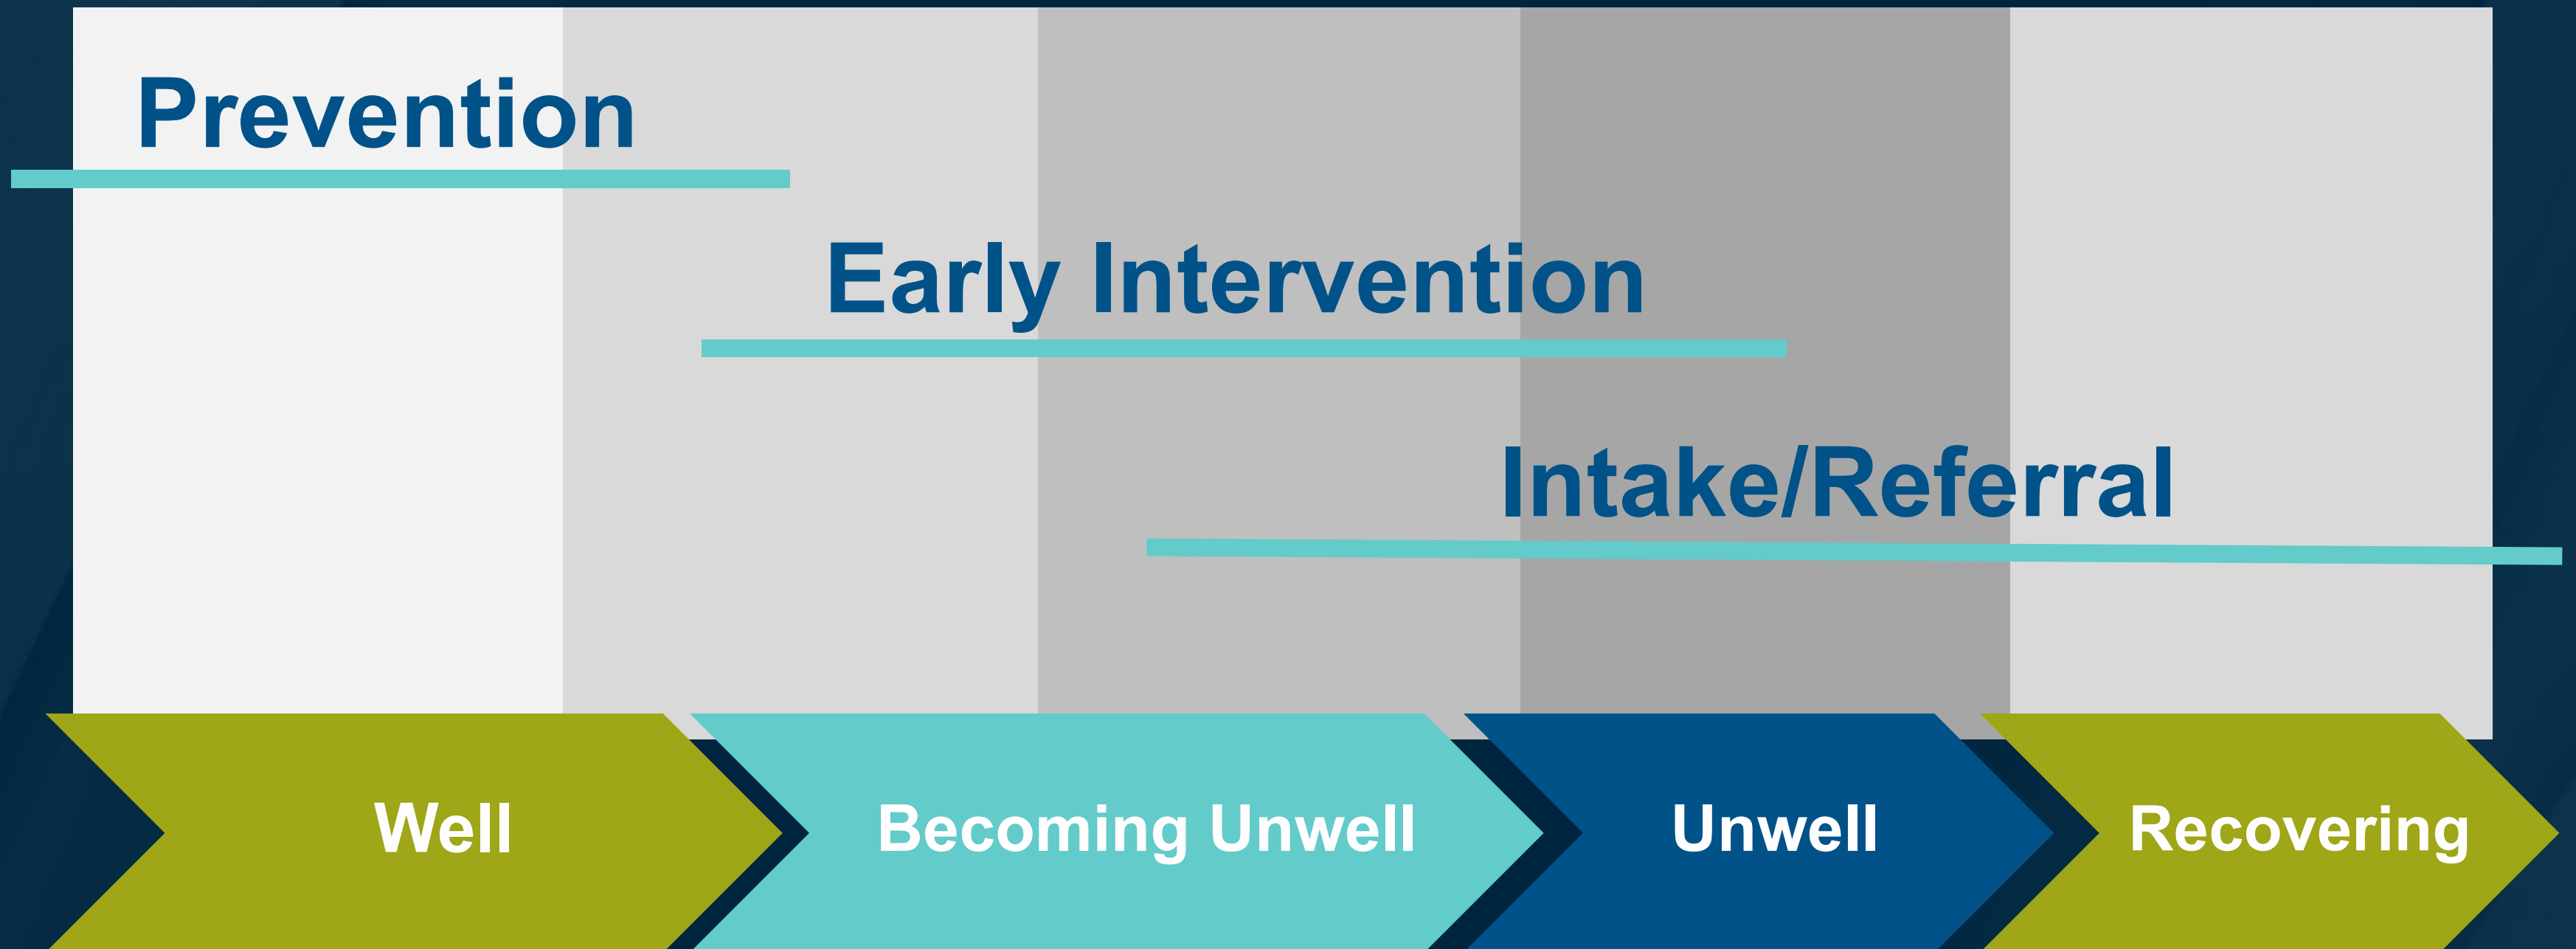 Prevention
Early Intervention
Intake/Referral
Well
Becoming Unwell
Unwell
Recovering